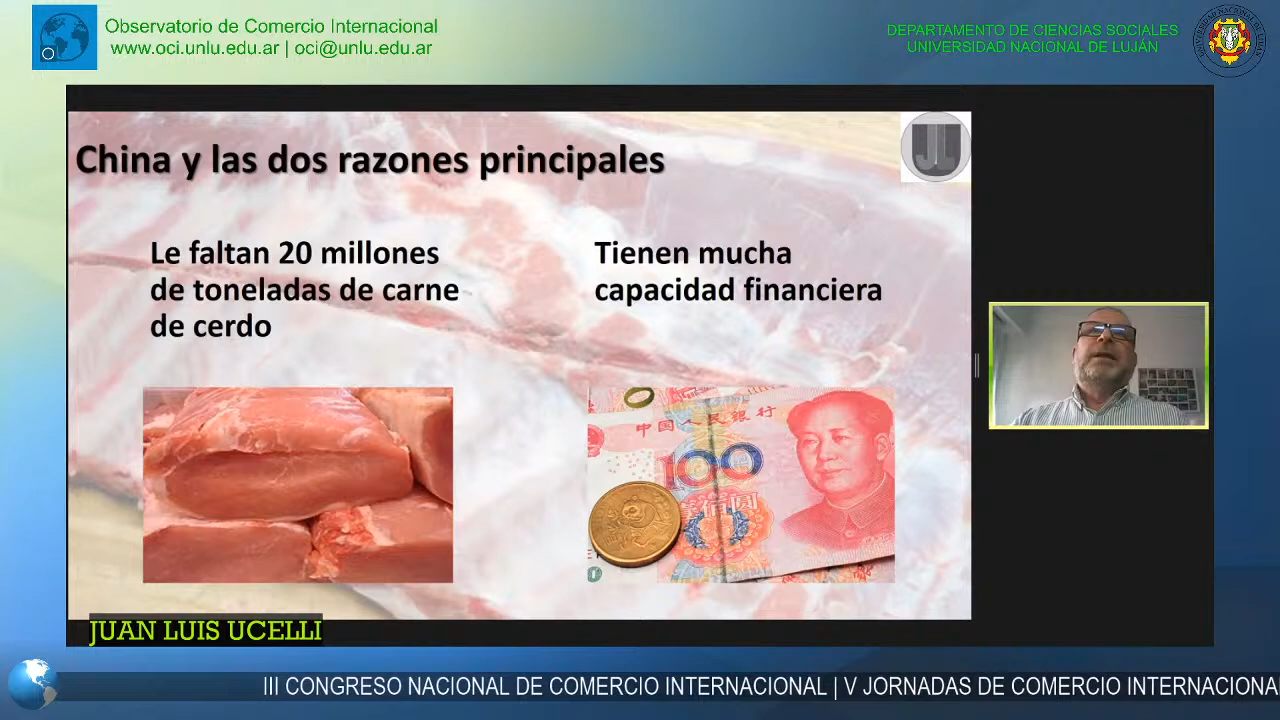 Observatorio de Comercio Internacional
www.oci.unlu.edu.ar | oci@unlu.edu.ar
DEPARTAMENTO DE CIENCIAS SOCIALES
UNIVERSIDAD NACIONAL DE LUJÁN
China y las dos razones principales
Le faltan 20 millones
de toneladas de carne
de cerdo
Tienen mucha
capacidad financiera
中国人民银行
100
JUAN LUIS UCELLI
III CONGRESO NACIONAL DE COMERCIO INTERNACIONAL | V JORNADAS DE COMERCIO INTERNACIONA